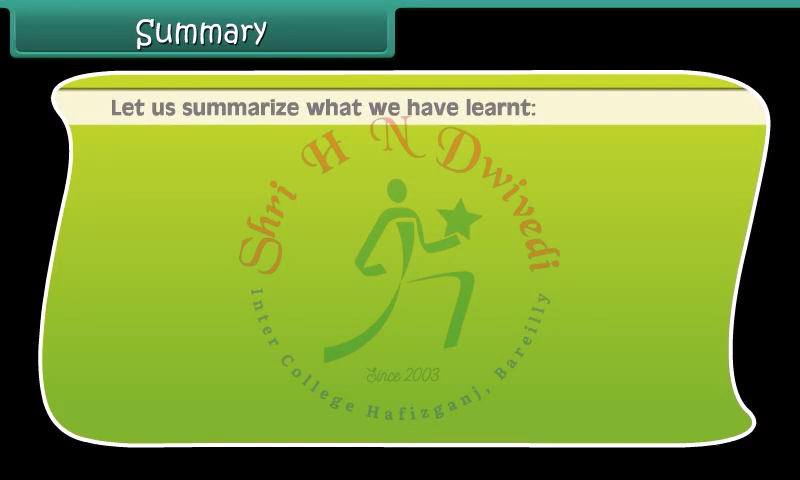 Summary
Let us summarize what we have learnt:
Shri H N Dwivedi
Since 2003
Inter College Hafizganj, Bareilly